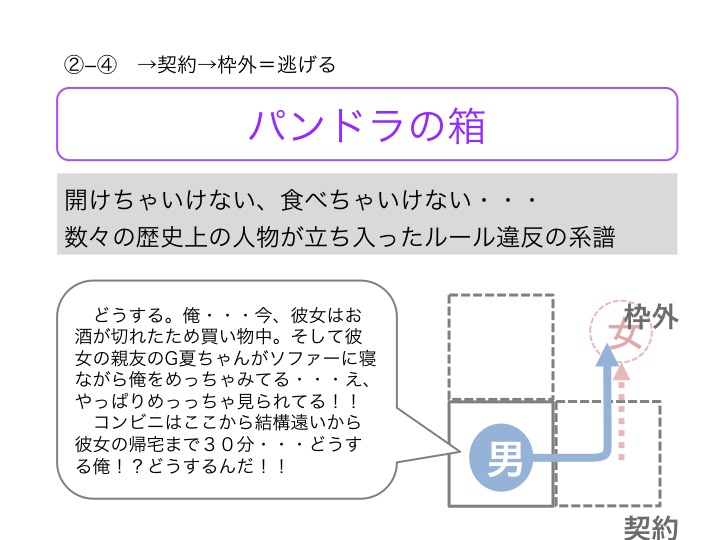 ②–④　→契約→枠外＝逃げる
パンドラの箱
開けちゃいけない、食べちゃいけない・・・
数々の歴史上の人物が立ち入ったルール違反の系譜
　どうする。俺・・・今、彼女はお
酒が切れたため買い物中。そして彼
女の親友のG夏ちゃんがソファーに寝
ながら俺をめっちゃみてる・・・え、
やっぱりめっっちゃ見られてる！！
　コンビニはここから結構遠いから
彼女の帰宅まで３０分・・・どうす
る俺！？どうするんだ！！
枠外
女
男
契約